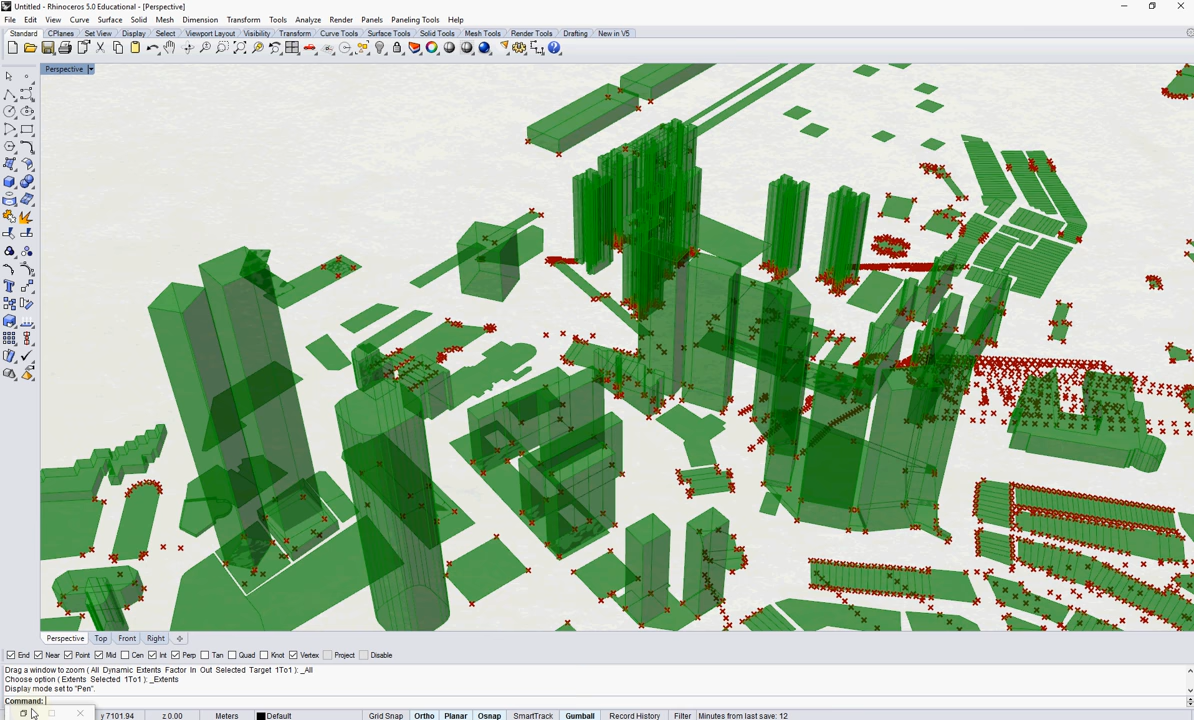 Untitled - Rhinoceros 5.0 Educational - [Perspective]
File Edit View Curve Surface Solid Mesh Dimension Transform Tools Analyze Render Panels Paneling Tools Help
Standard CPlanes Set View Display Select Viewport Layout Visibility Transform Curve Tools Surface Tools Solid Tools Mesh Tools Render Tools Drafting New in V5
Perspective
Perspective Top Front Right
End Near Point Mid Cen Int Perp Tan Quad Knot Vertex Project Disable
Drag a window to zoom ( All Dynamic Extents Factor In Out Selected Target 1To1 ): _All
Choose option ( Extents Selected 1To1 ): _Extents
Display mode set to "Pen".
Command:
y 7101.94 z 0.00 Meters Default Grid Snap Ortho Planar Osnap SmartTrack Gumball Record History Filter Minutes from last save: 12